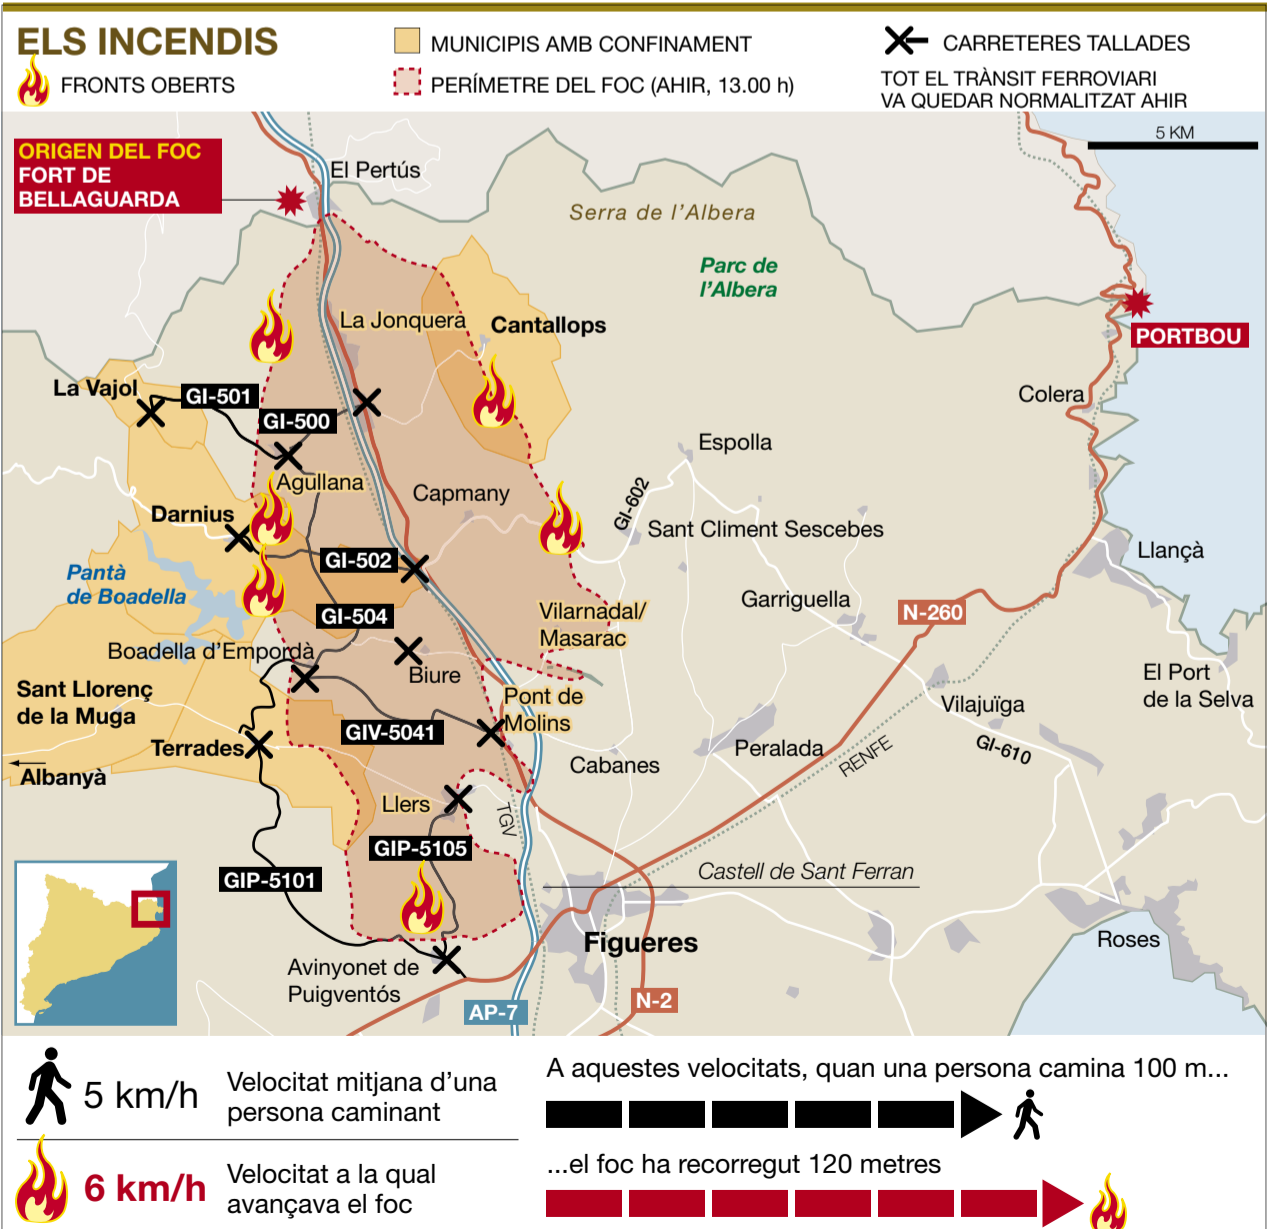 ELS INCENDIS
FRONTS OBERTS
MUNICIPIS AMB CONFINAMENT
PERÍMETRE DEL FOC (AHIR, 13.00 h)
CARRETERES TALLADES
TOT EL TRÀNSIT FERROVIARI
VA QUEDAR NORMALITZAT AHIR
5 KM
ORIGEN DEL FOC
FORT DE
BELLAGUARDA
El Pertús
Serra de l'Albera
Parc de
l'Albera
La Jonquera
Cantallops
PORTBOU
La Vajol
GI-501
GI-500
Colera
Espolla
Agullana
Capmany
GI-602
Darnius
Sant Climent Sescebes
Llançà
GI-502
Pantà
de Boadella
Garriguella
N-260
GI-504
Vilarnadal/
Masarac
Boadella d'Empordà
Biure
El Port
de la Selva
Sant Llorenç
de la Muga
Pont de
Molins
Vilajuïga
GIV-5041
Terrades
Peralada
RENFE
GI-610
Cabanes
Albanyà
Llers
TGV
GIP-5105
GIP-5101
Castell de Sant Ferran
Figueres
Roses
Avinyonet de
Puigventós
AP-7
N-2
5 km/h
Velocitat mitjana d'una
persona caminant
6 km/h
Velocitat a la qual
avançava el foc
A aquestes velocitats, quan una persona camina 100 m...
...el foc ha recorregut 120 metres